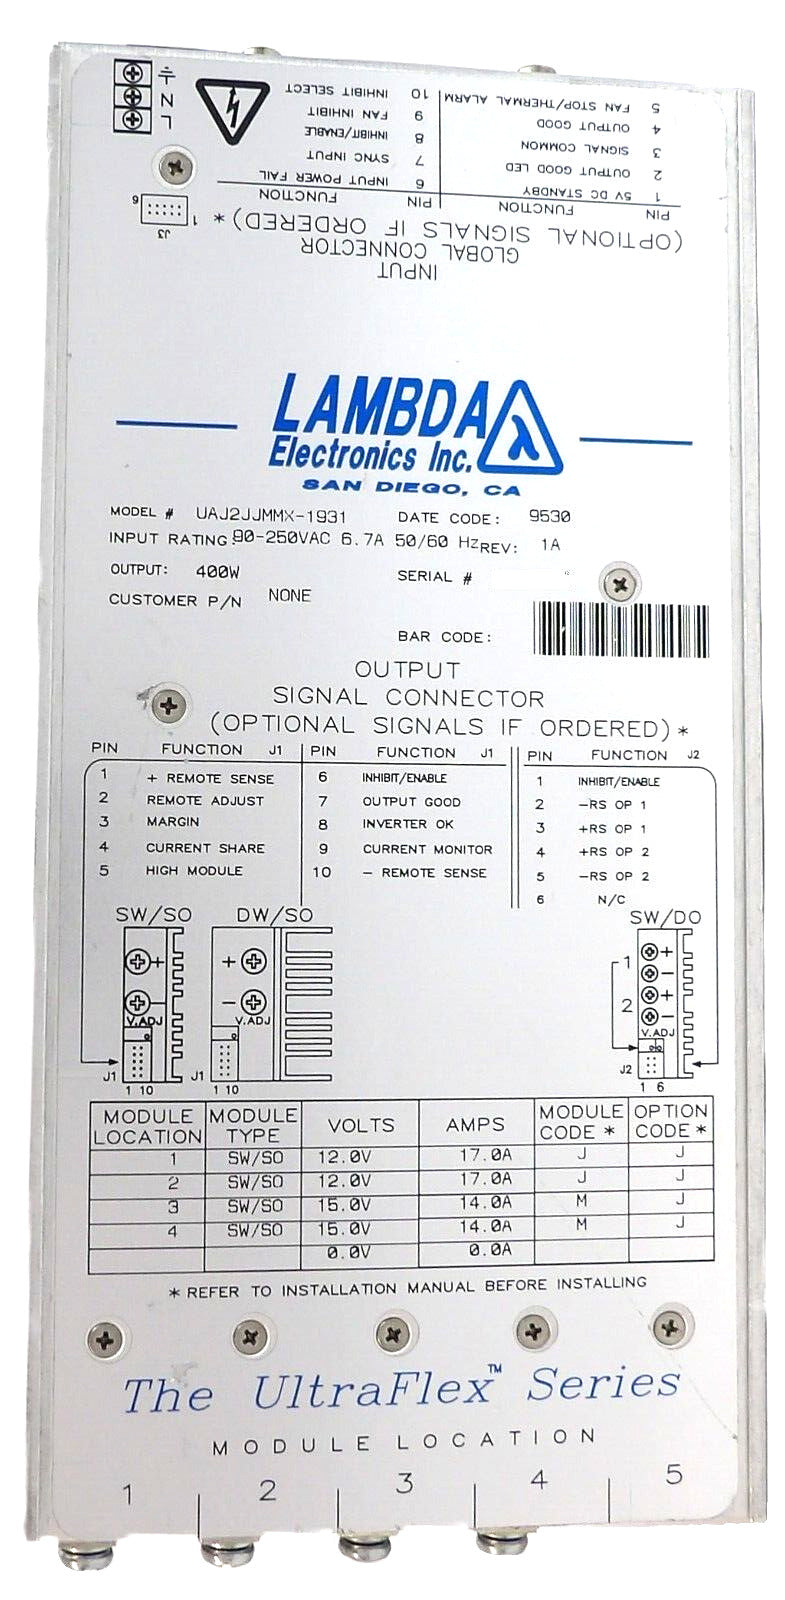 ⏚
N
L
5 FAN STOP/THERMAL ALARM
4 OUTPUT GOOD
3 SIGNAL COMMON
2 OUTPUT GOOD LED
1 5V DC STANDBY
PIN FUNCTION
10 INHIBIT SELECT
9 FAN INHIBIT
8 INHIBIT/ENABLE
7 SYNC INPUT
6 INPUT POWER FAIL
PIN FUNCTION
6
1
J3
(OPTIONAL SIGNALS IF ORDERED) *
GLOBAL CONNECTOR
INPUT
LAMBDA λ
Electronics Inc.
SAN DIEGO, CA
MODEL # UAJ2JJMMX-1931 DATE CODE: 9530
INPUT RATING: 90-250VAC 6.7A 50/60 Hz REV: 1A
OUTPUT: 400W SERIAL #
CUSTOMER P/N NONE
BAR CODE:
OUTPUT
SIGNAL CONNECTOR
(OPTIONAL SIGNALS IF ORDERED) *
PIN FUNCTION J1 PIN FUNCTION J1 PIN FUNCTION J2
1 + REMOTE SENSE 6 INHIBIT/ENABLE 1 INHIBIT/ENABLE
2 REMOTE ADJUST 7 OUTPUT GOOD 2 -RS OP 1
3 MARGIN 8 INVERTER OK 3 +RS OP 1
4 CURRENT SHARE 9 CURRENT MONITOR 4 +RS OP 2
5 HIGH MODULE 10 - REMOTE SENSE 5 -RS OP 2
6 N/C
SW/SO DW/SO SW/DO
+ + 1 +
-
- - 2 +
-
V.ADJ V.ADJ V.ADJ
J1 J1 J2
1 10 1 10 1 6
MODULE LOCATION MODULE TYPE VOLTS AMPS MODULE CODE * OPTION CODE *
1 SW/SO 12.0V 17.0A J J
2 SW/SO 12.0V 17.0A J J
3 SW/SO 15.0V 14.0A M J
4 SW/SO 15.0V 14.0A M J
0.0V 0.0A
* REFER TO INSTALLATION MANUAL BEFORE INSTALLING
The UltraFlex™ Series
MODULE LOCATION
1 2 3 4 5